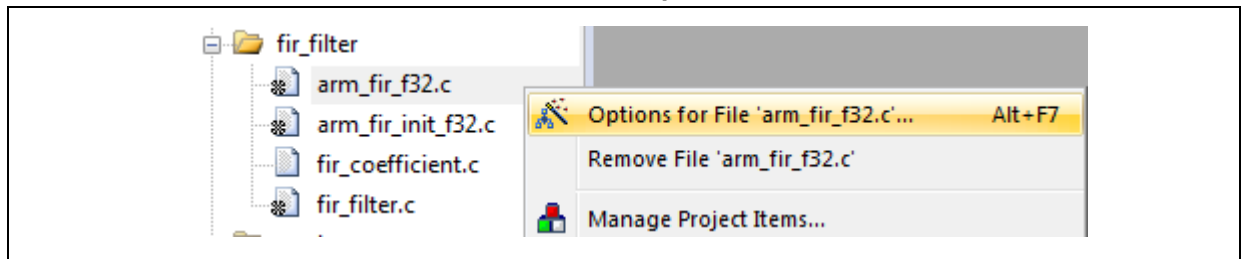 fir_filter
arm_fir_f32.c
arm_fir_init_f32.c
fir_coefficient.c
fir_filter.c
Options for File 'arm_fir_f32.c'... Alt+F7
Remove File 'arm_fir_f32.c'
Manage Project Items...